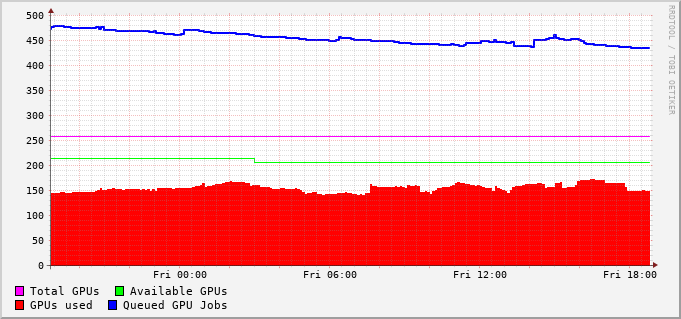 500
450
400
350
300
250
200
150
100
50
0
Fri 00:00 Fri 06:00 Fri 12:00 Fri 18:00
Total GPUs Available GPUs
GPUs used Queued GPU Jobs
RRDTOOL / TOBI OETIKER